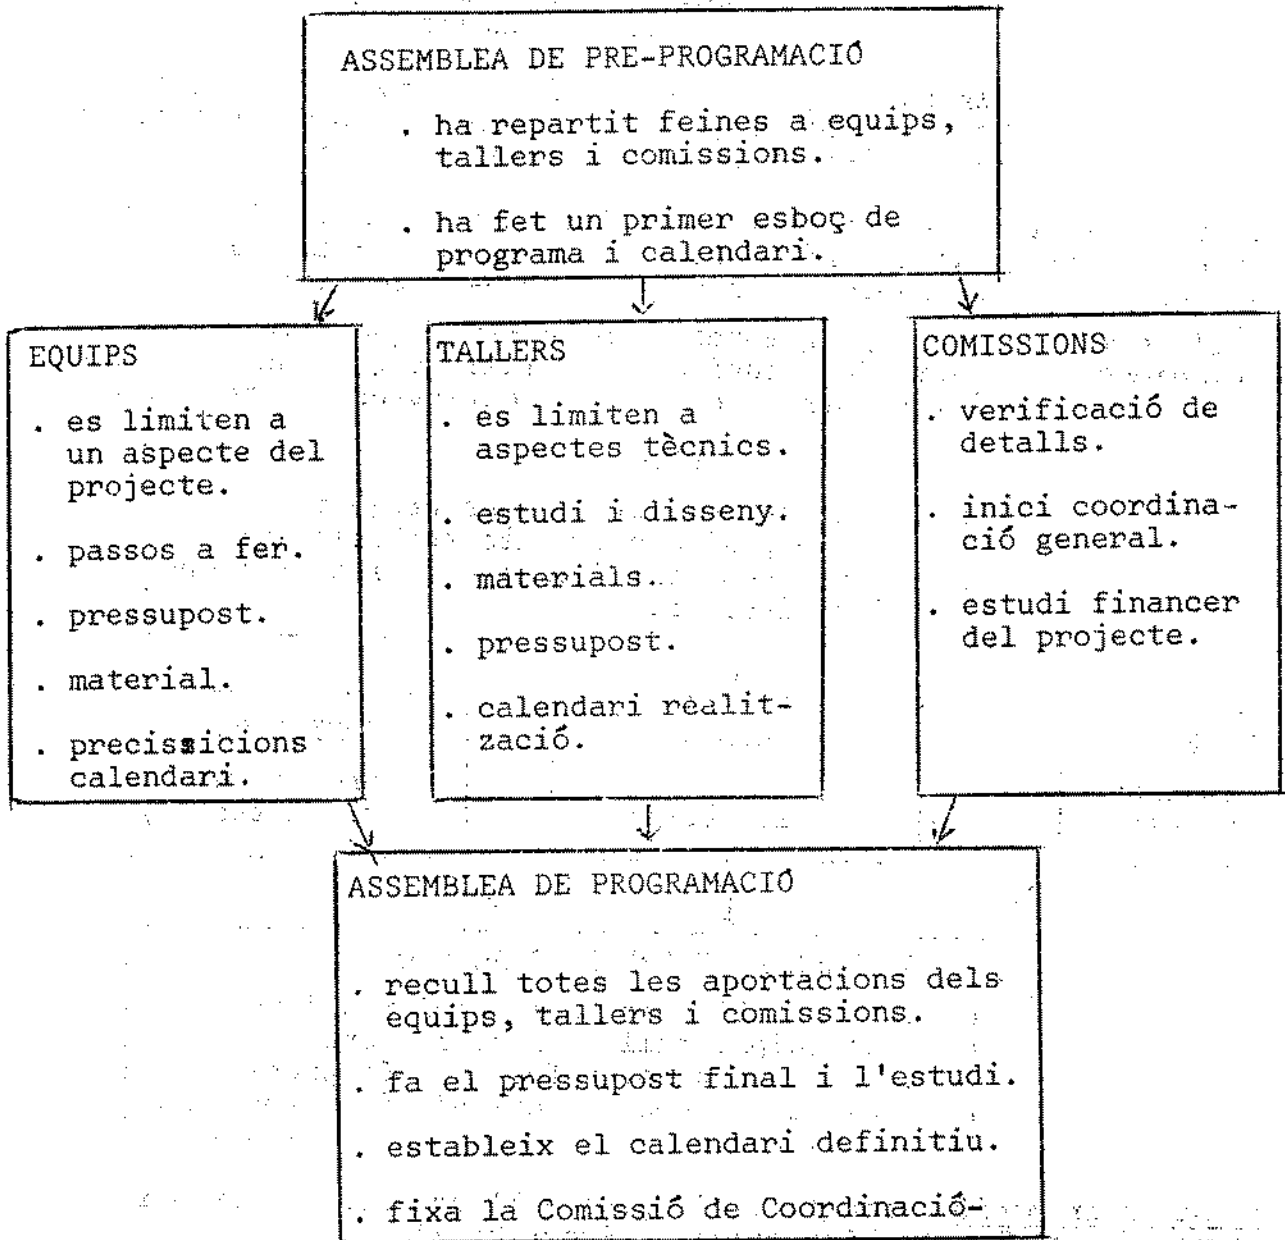 ASSEMBLEA DE PRE-PROGRAMACIÓ
. ha repartit feines a equips,
tallers i comissions.
. ha fet un primer esboç de
programa i calendari.
EQUIPS
. es limiten a
un aspecte del
projecte.
. passos a fer.
. pressupost.
. material.
. precissicions
calendari.
TALLERS
. es limiten a
aspectes tècnics.
. estudi i disseny.
. materials.
. pressupost.
. calendari realit-
zació.
COMISSIONS
. verificació de
detalls.
. inici coordina-
ció general.
. estudi financer
del projecte.
ASSEMBLEA DE PROGRAMACIÓ
. recull totes les aportacions dels
equips, tallers i comissions.
. fa el pressupost final i l'estudi.
. estableix el calendari definitiu.
. fixa la Comissió de Coordinació-